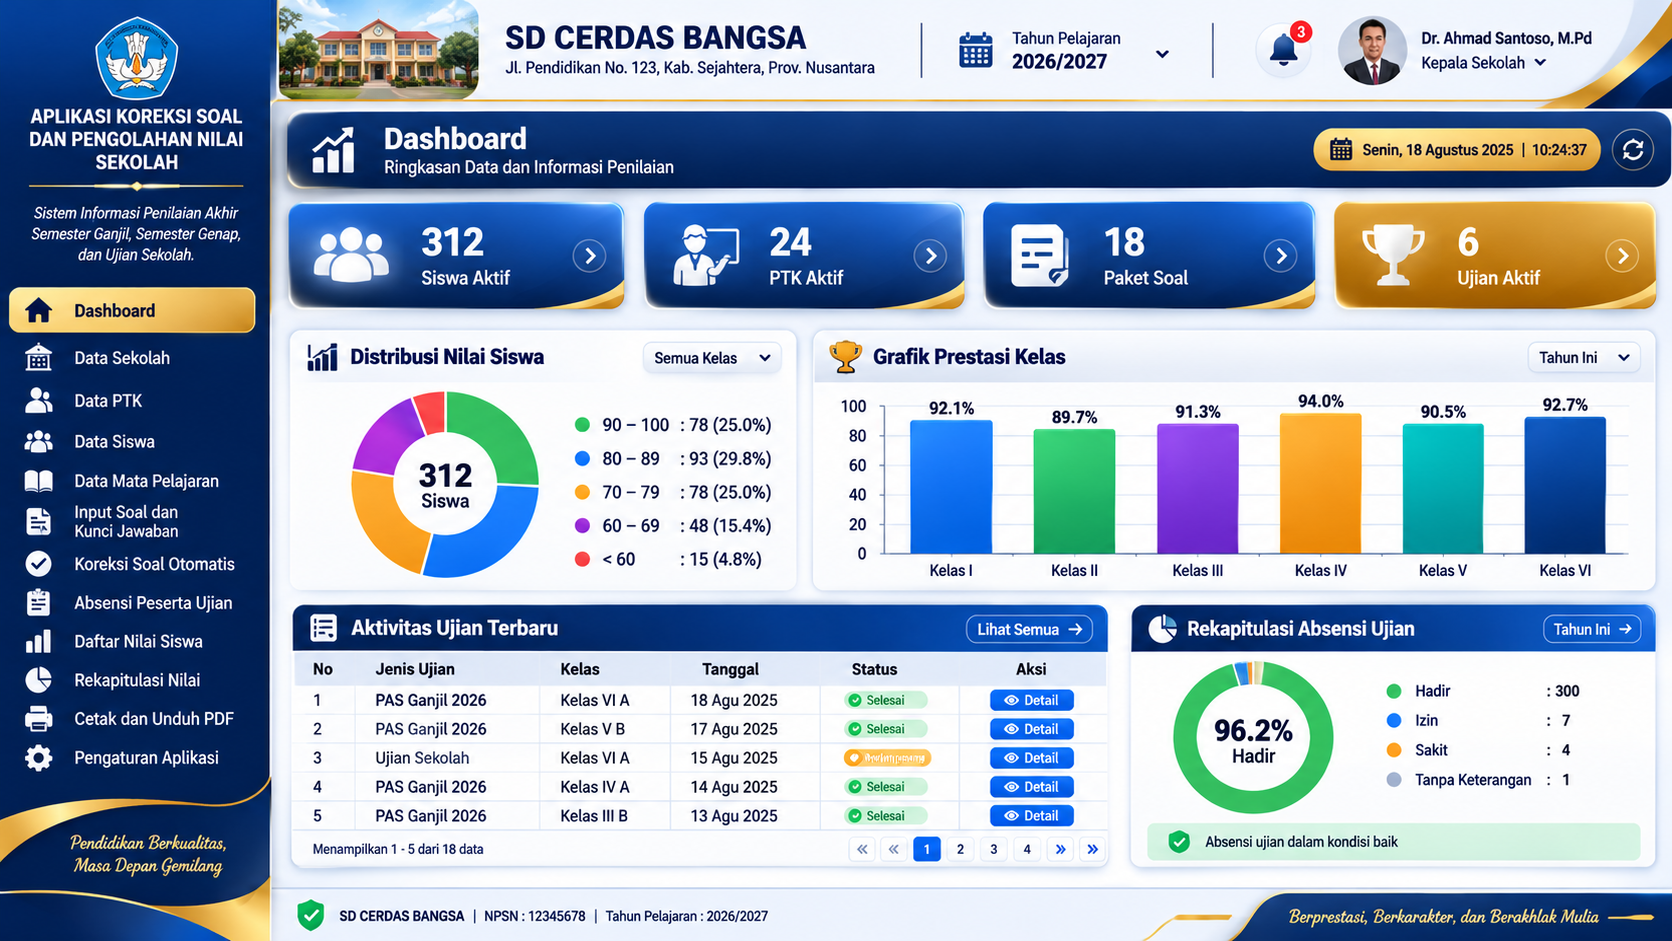 APLIKASI KOREKSI SOAL
DAN PENGOLAHAN NILAI
SEKOLAH
Sistem Informasi Penilaian Akhir
Semester Ganjil, Semester Genap,
dan Ujian Sekolah.
Dashboard
Data Sekolah
Data PTK
Data Siswa
Data Mata Pelajaran
Input Soal dan
Kunci Jawaban
Koreksi Soal Otomatis
Absensi Peserta Ujian
Daftar Nilai Siswa
Rekapitulasi Nilai
Cetak dan Unduh PDF
Pengaturan Aplikasi
Pendidikan Berkualitas,
Masa Depan Gemilang
SD CERDAS BANGSA
Jl. Pendidikan No. 123, Kab. Sejahtera, Prov. Nusantara
Tahun Pelajaran
2026/2027
3
Dr. Ahmad Santoso, M.Pd
Kepala Sekolah
Dashboard
Ringkasan Data dan Informasi Penilaian
Senin, 18 Agustus 2025 | 10:24:37
312
Siswa Aktif
24
PTK Aktif
18
Paket Soal
6
Ujian Aktif
Distribusi Nilai Siswa
Semua Kelas
312
Siswa
90 – 100 : 78 (25.0%)
80 – 89 : 93 (29.8%)
70 – 79 : 78 (25.0%)
60 – 69 : 48 (15.4%)
< 60 : 15 (4.8%)
Grafik Prestasi Kelas
Tahun Ini
100
80
60
40
20
0
92.1% 89.7% 91.3% 94.0% 90.5% 92.7%
Kelas I Kelas II Kelas III Kelas IV Kelas V Kelas VI
Aktivitas Ujian Terbaru
Lihat Semua →
No Jenis Ujian Kelas Tanggal Status Aksi
1 PAS Ganjil 2026 Kelas VI A 18 Agu 2025 Selesai Detail
2 PAS Ganjil 2026 Kelas V B 17 Agu 2025 Selesai Detail
3 Ujian Sekolah Kelas VI A 15 Agu 2025 Detail
4 PAS Ganjil 2026 Kelas IV A 14 Agu 2025 Selesai Detail
5 PAS Ganjil 2026 Kelas III B 13 Agu 2025 Selesai Detail
Menampilkan 1 - 5 dari 18 data
« « 1 2 3 4 » »
Rekapitulasi Absensi Ujian
Tahun Ini →
96.2%
Hadir
Hadir : 300
Izin : 7
Sakit : 4
Tanpa Keterangan : 1
Absensi ujian dalam kondisi baik
SD CERDAS BANGSA | NPSN : 12345678 | Tahun Pelajaran : 2026/2027
Berprestasi, Berkarakter, dan Berakhlak Mulia